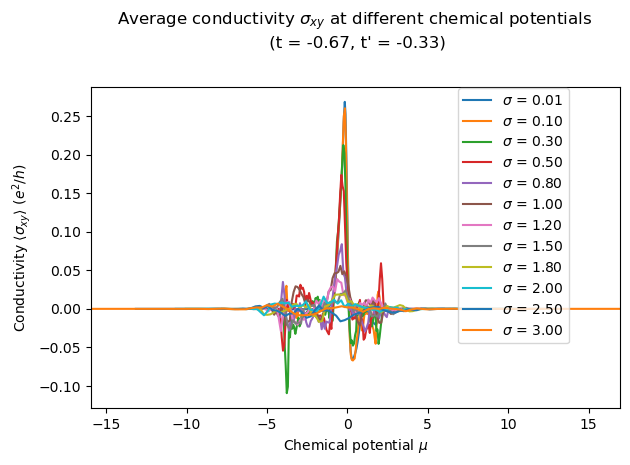 Average conductivity σxy at different chemical potentials
(t = -0.67, t' = -0.33)
Conductivity ⟨σxy⟩ (e²/h)
0.25
0.20
0.15
0.10
0.05
0.00
−0.05
−0.10
σ = 0.01
σ = 0.10
σ = 0.30
σ = 0.50
σ = 0.80
σ = 1.00
σ = 1.20
σ = 1.50
σ = 1.80
σ = 2.00
σ = 2.50
σ = 3.00
−15
−10
−5
0
5
10
15
Chemical potential μ